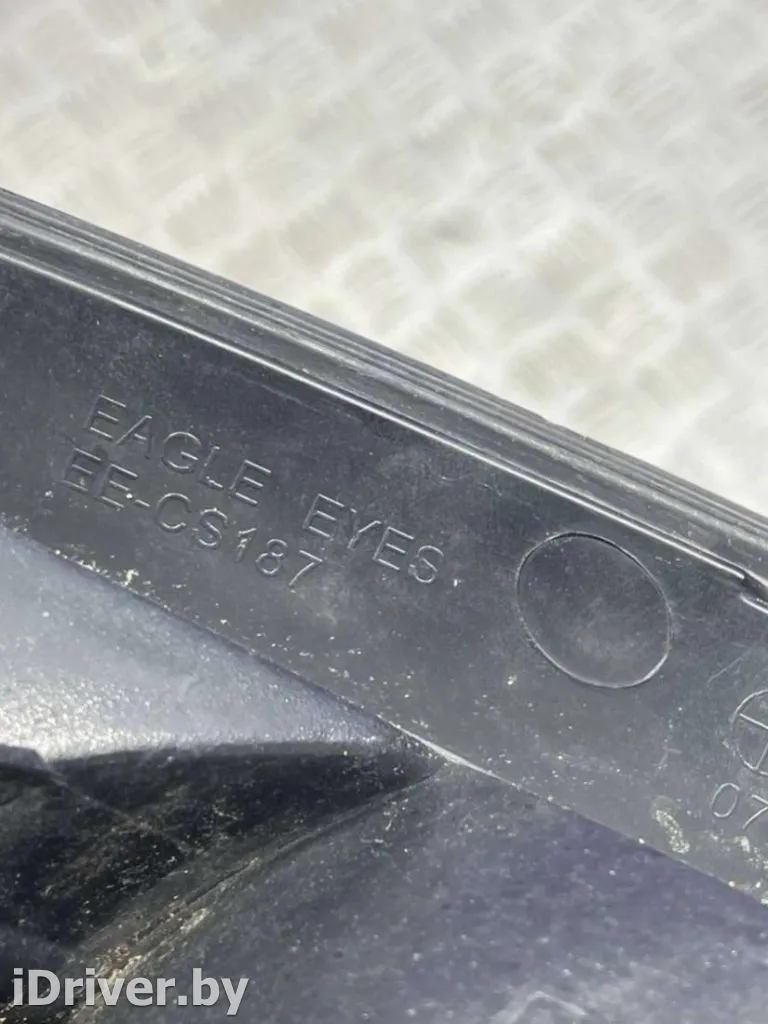 EAGLE EYES
EE-CS187
07
iDriver.by